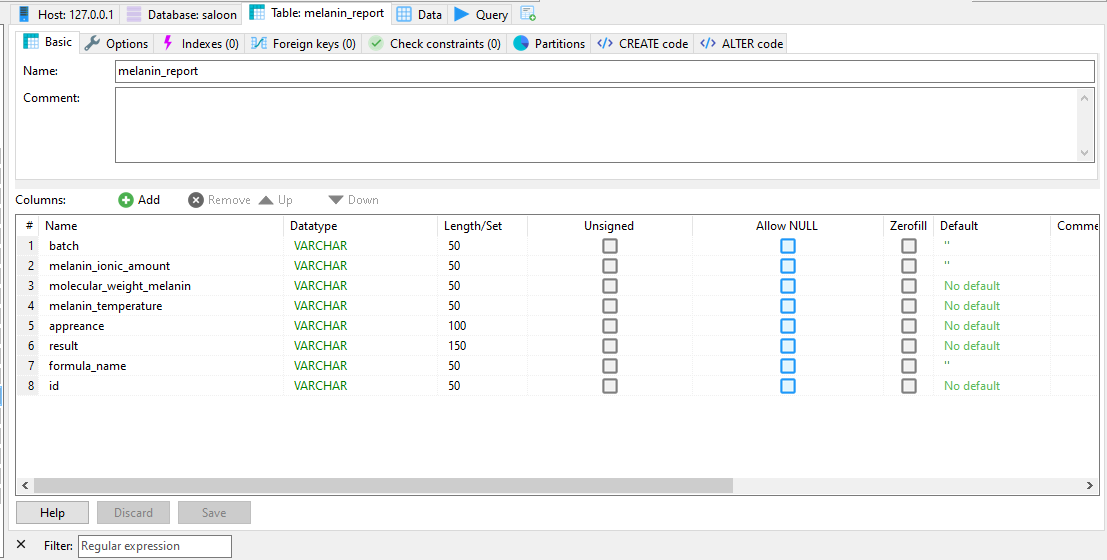 Host: 127.0.0.1 Database: saloon Table: melanin_report Data Query
Basic Options Indexes (0) Foreign keys (0) Check constraints (0) Partitions CREATE code ALTER code
Name: melanin_report
Comment:
Columns: Add Remove Up Down
# Name Datatype Length/Set Unsigned Allow NULL Zerofill Default Comme
1 batch VARCHAR 50 ''
2 melanin_ionic_amount VARCHAR 50 ''
3 molecular_weight_melanin VARCHAR 50 No default
4 melanin_temperature VARCHAR 50 No default
5 appreance VARCHAR 100 No default
6 result VARCHAR 150 No default
7 formula_name VARCHAR 50 ''
8 id VARCHAR 50 No default
Help Discard Save
Filter: Regular expression